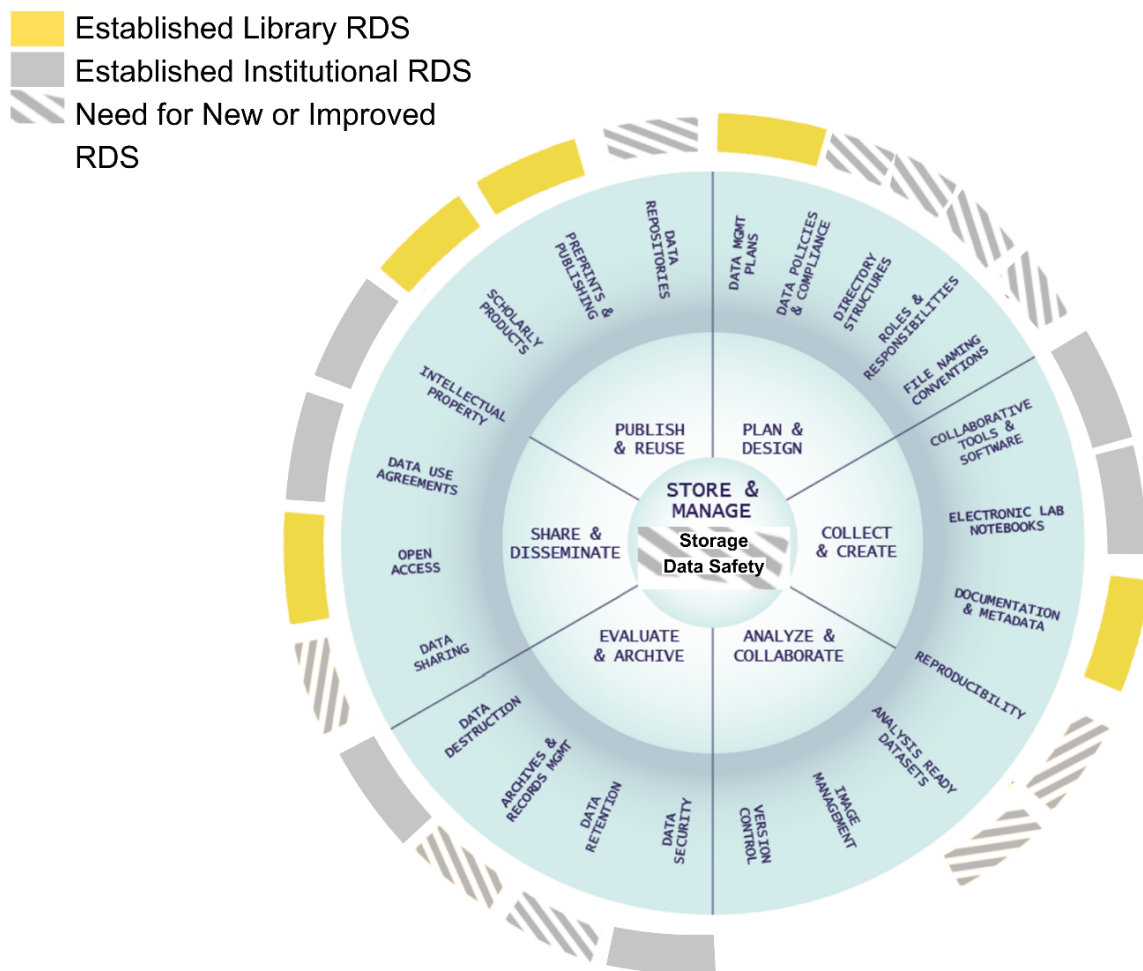 Established Library RDS
Established Institutional RDS
Need for New or Improved
RDS
DATA MGMT
PLANS
DATA POLICIES
& COMPLIANCE
DIRECTORY
STRUCTURES
ROLES &
RESPONSIBILITIES
FILE NAMING
CONVENTIONS
COLLABORATIVE
TOOLS &
SOFTWARE
ELECTRONIC LAB
NOTEBOOKS
DOCUMENTATION
& METADATA
REPRODUCIBILITY
ANALYSIS READY
DATASETS
IMAGE
MANAGEMENT
VERSION
CONTROL
DATA
SECURITY
DATA
RETENTION
ARCHIVES &
RECORDS MGMT
DATA
DESTRUCTION
DATA
SHARING
OPEN
ACCESS
DATA USE
AGREEMENTS
INTELLECTUAL
PROPERTY
SCHOLARLY
PRODUCTS
PREPRINTS &
PUBLISHING
DATA
REPOSITORIES
PUBLISH
& REUSE
PLAN &
DESIGN
COLLECT
& CREATE
ANALYZE &
COLLABORATE
EVALUATE
& ARCHIVE
SHARE &
DISSEMINATE
STORE &
MANAGE
Storage
Data Safety